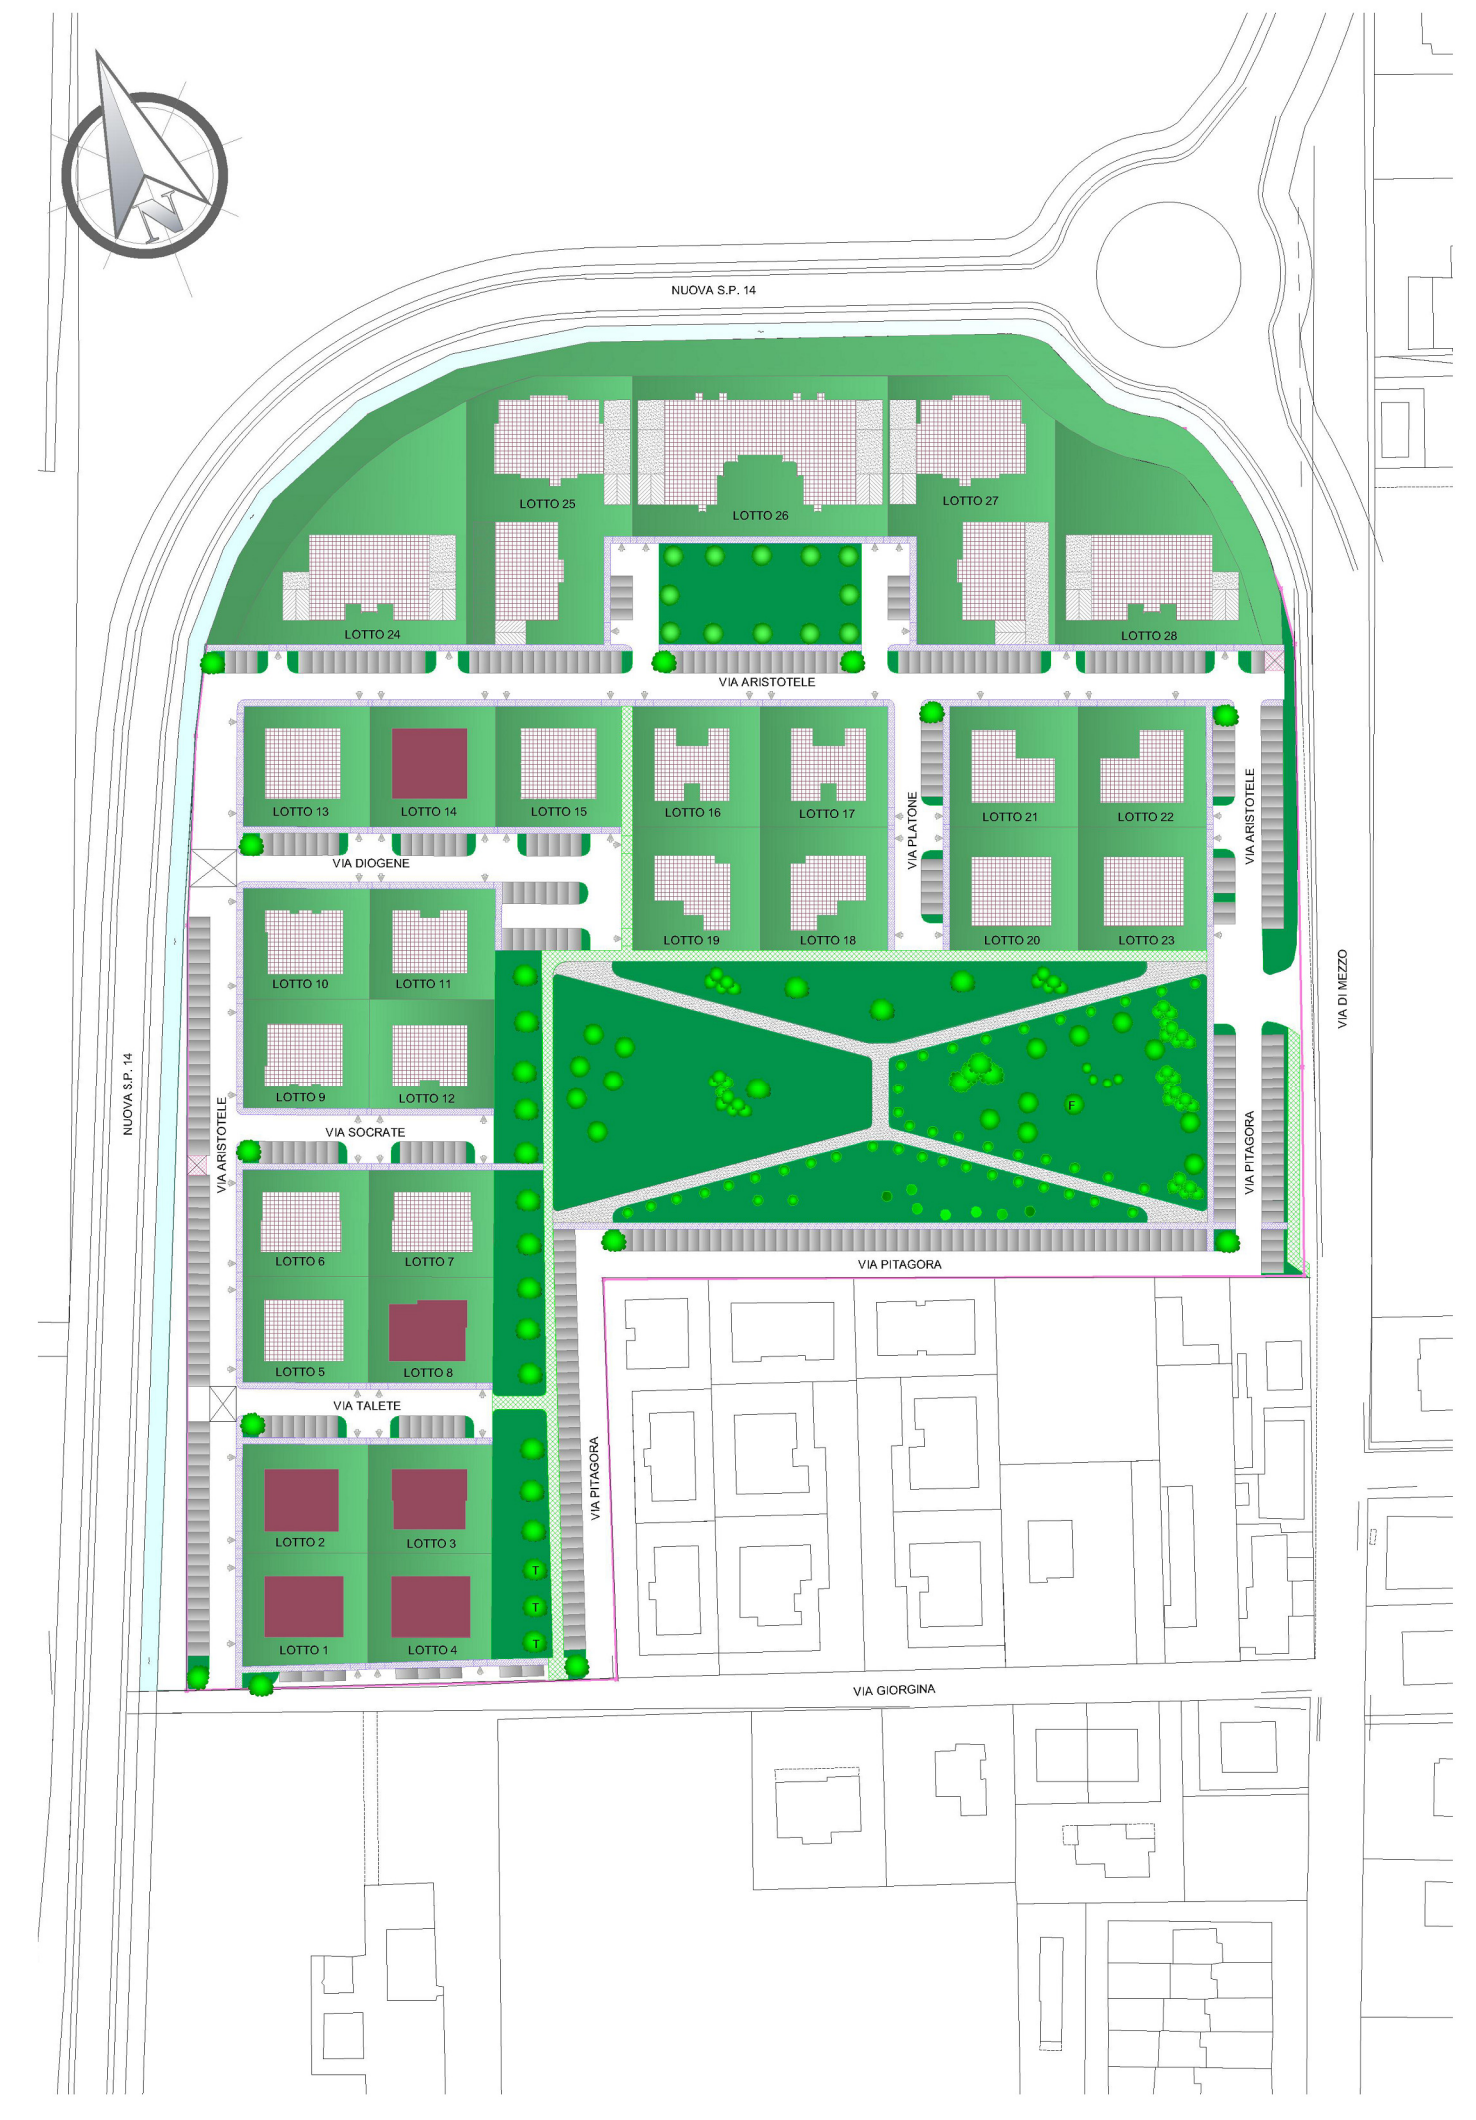 N
NUOVA S.P. 14
LOTTO 25
LOTTO 26
LOTTO 27
LOTTO 24
LOTTO 28
VIA ARISTOTELE
LOTTO 13
LOTTO 14
LOTTO 15
LOTTO 16
LOTTO 17
LOTTO 21
LOTTO 22
VIA PLATONE
VIA ARISTOTELE
VIA DIOGENE
LOTTO 19
LOTTO 18
LOTTO 20
LOTTO 23
LOTTO 10
LOTTO 11
VIA DI MEZZO
LOTTO 9
LOTTO 12
F
NUOVA S.P. 14
VIA ARISTOTELE
VIA SOCRATE
VIA PITAGORA
LOTTO 6
LOTTO 7
VIA PITAGORA
LOTTO 5
LOTTO 8
VIA TALETE
VIA PITAGORA
LOTTO 2
LOTTO 3
T
T
T
LOTTO 1
LOTTO 4
VIA GIORGINA